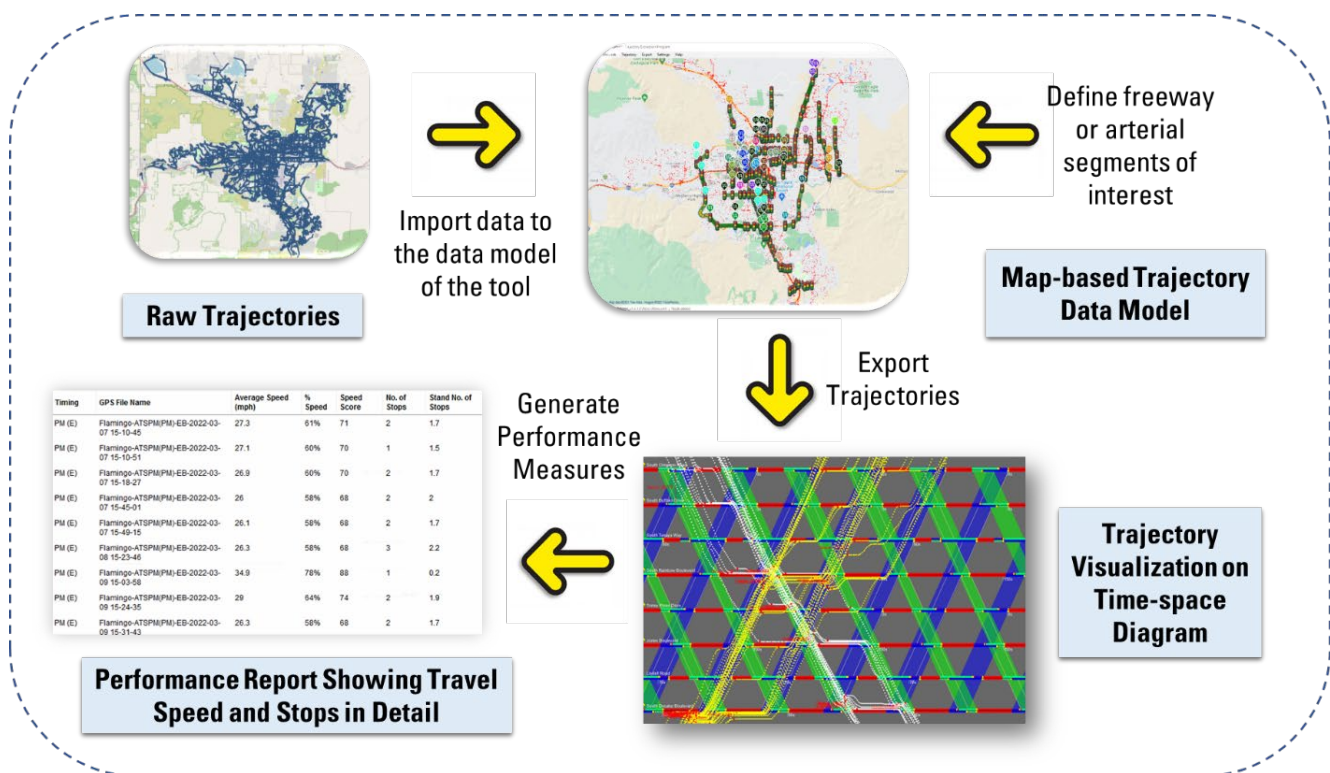 Trajectory Export Settings Help
Import data to
the data model
of the tool
Define freeway
or arterial
segments of
interest
Raw Trajectories
Map-based Trajectory
Data Model
Export
Trajectories
Generate
Performance
Measures
Timing GPS File Name Average Speed (mph) % Speed Speed Score No. of Stops Stand No. of Stops
PM (E) Flamingo-ATSPM(PM)-EB-2022-03-07 15-10-45 27.3 61% 71 2 1.7
PM (E) Flamingo-ATSPM(PM)-EB-2022-03-07 15-10-51 27.1 60% 70 1 1.5
PM (E) Flamingo-ATSPM(PM)-EB-2022-03-07 15-18-27 26.9 60% 70 2 1.7
PM (E) Flamingo-ATSPM(PM)-EB-2022-03-07 15-45-01 26 58% 68 2 2
PM (E) Flamingo-ATSPM(PM)-EB-2022-03-07 15-49-15 26.1 58% 68 2 1.7
PM (E) Flamingo-ATSPM(PM)-EB-2022-03-08 15-23-46 26.3 58% 68 3 2.2
PM (E) Flamingo-ATSPM(PM)-EB-2022-03-09 15-03-58 34.9 78% 88 1 0.2
PM (E) Flamingo-ATSPM(PM)-EB-2022-03-09 15-24-35 29 64% 74 2 1.9
PM (E) Flamingo-ATSPM(PM)-EB-2022-03-09 15-31-43 26.3 58% 68 2 1.7
Trajectory
Visualization on
Time-space
Diagram
Performance Report Showing Travel
Speed and Stops in Detail